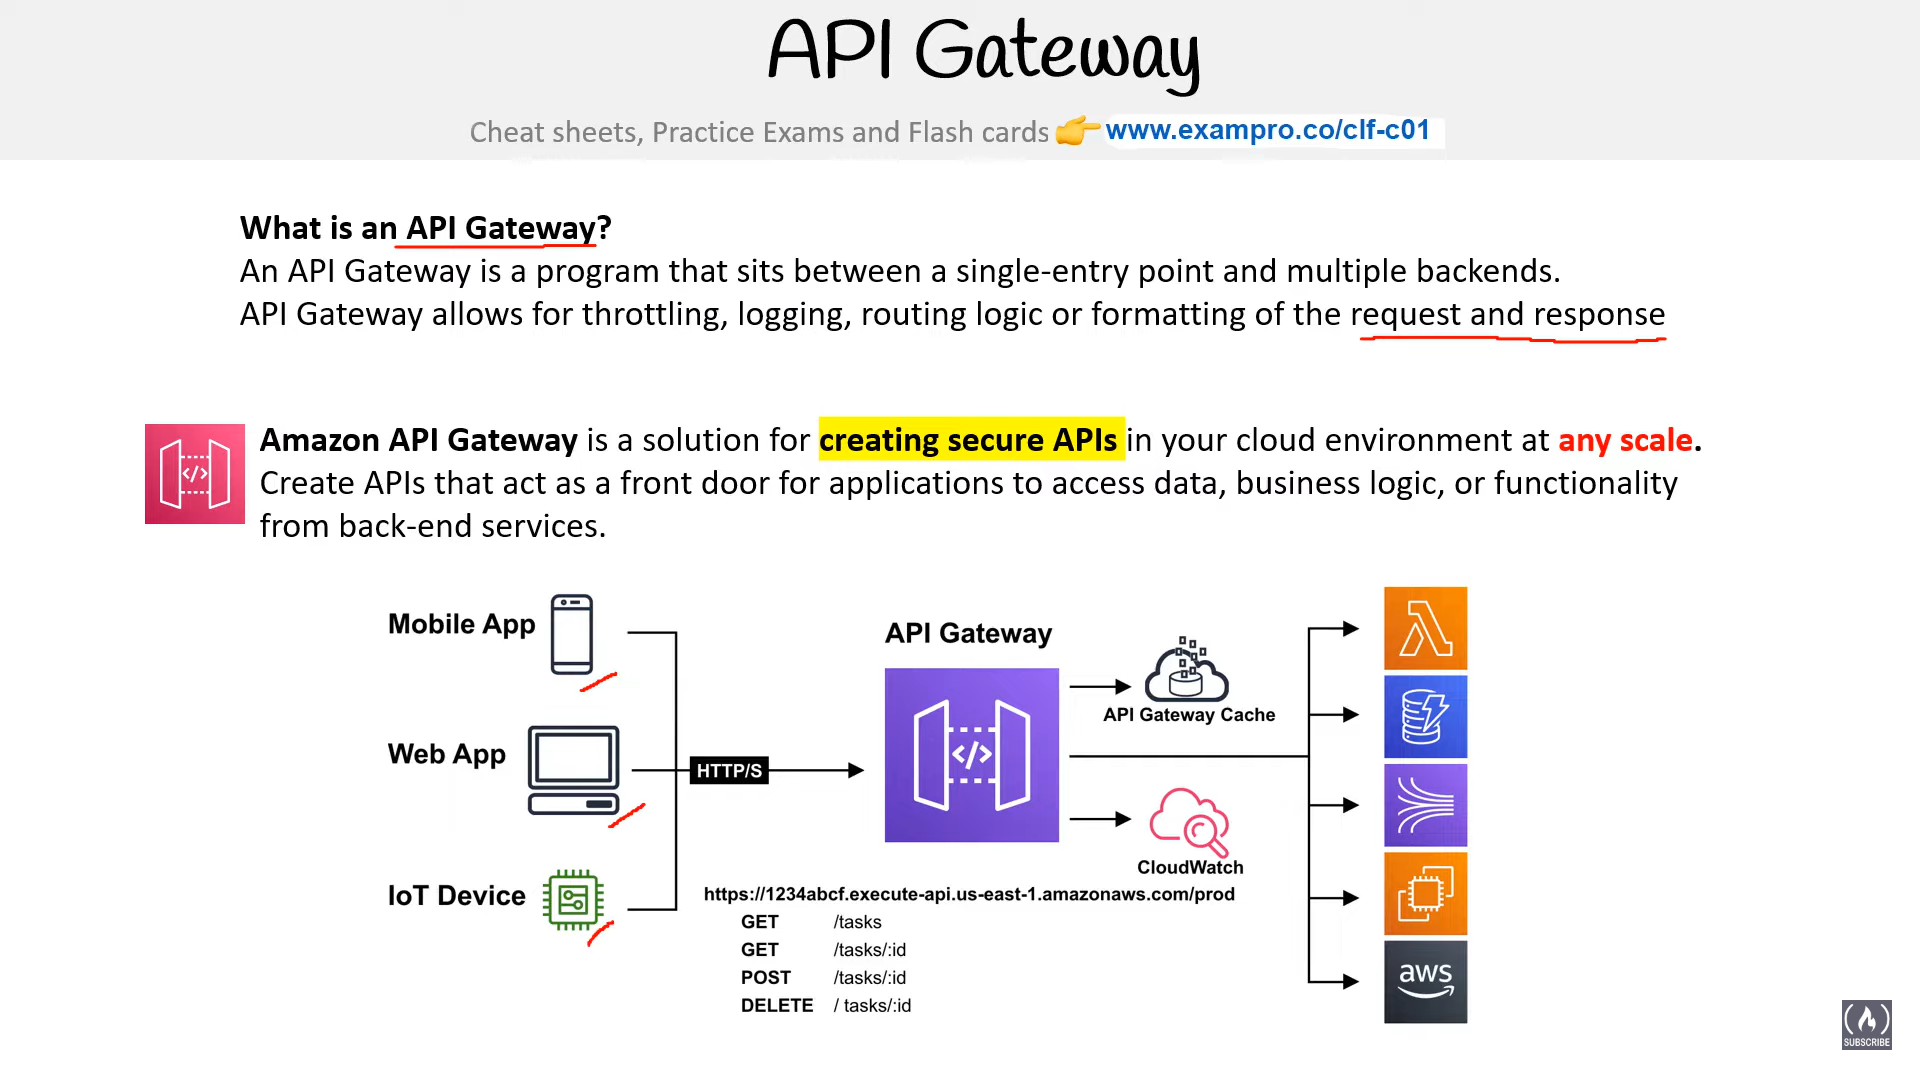 API Gateway
Cheat sheets, Practice Exams and Flash cards 👉 www.exampro.co/clf-c01
What is an API Gateway?
An API Gateway is a program that sits between a single-entry point and multiple backends.
API Gateway allows for throttling, logging, routing logic or formatting of the request and response
Amazon API Gateway is a solution for creating secure APIs in your cloud environment at any scale.
Create APIs that act as a front door for applications to access data, business logic, or functionality
from back-end services.
Mobile App
Web App
IoT Device
HTTP/S
API Gateway
</>
API Gateway Cache
CloudWatch
https://1234abcf.execute-api.us-east-1.amazonaws.com/prod
GET /tasks
GET /tasks/:id
POST /tasks/:id
DELETE / tasks/:id
aws
SUBSCRIBE